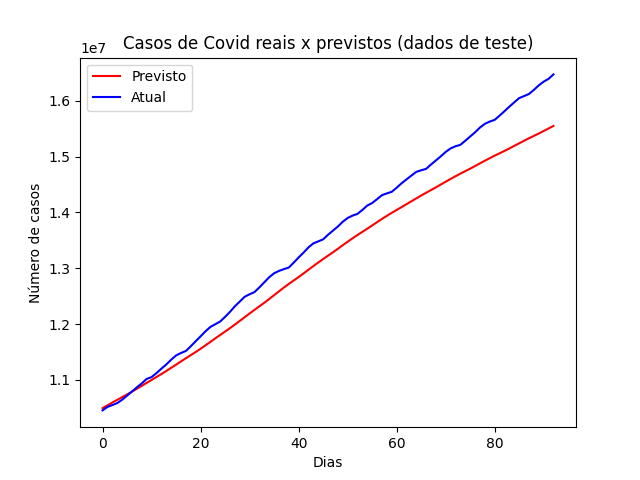 Casos de Covid reais x previstos (dados de teste)
1e7
Previsto
Atual
1.6
1.5
1.4
1.3
1.2
1.1
Número de casos
0 20 40 60 80
Dias